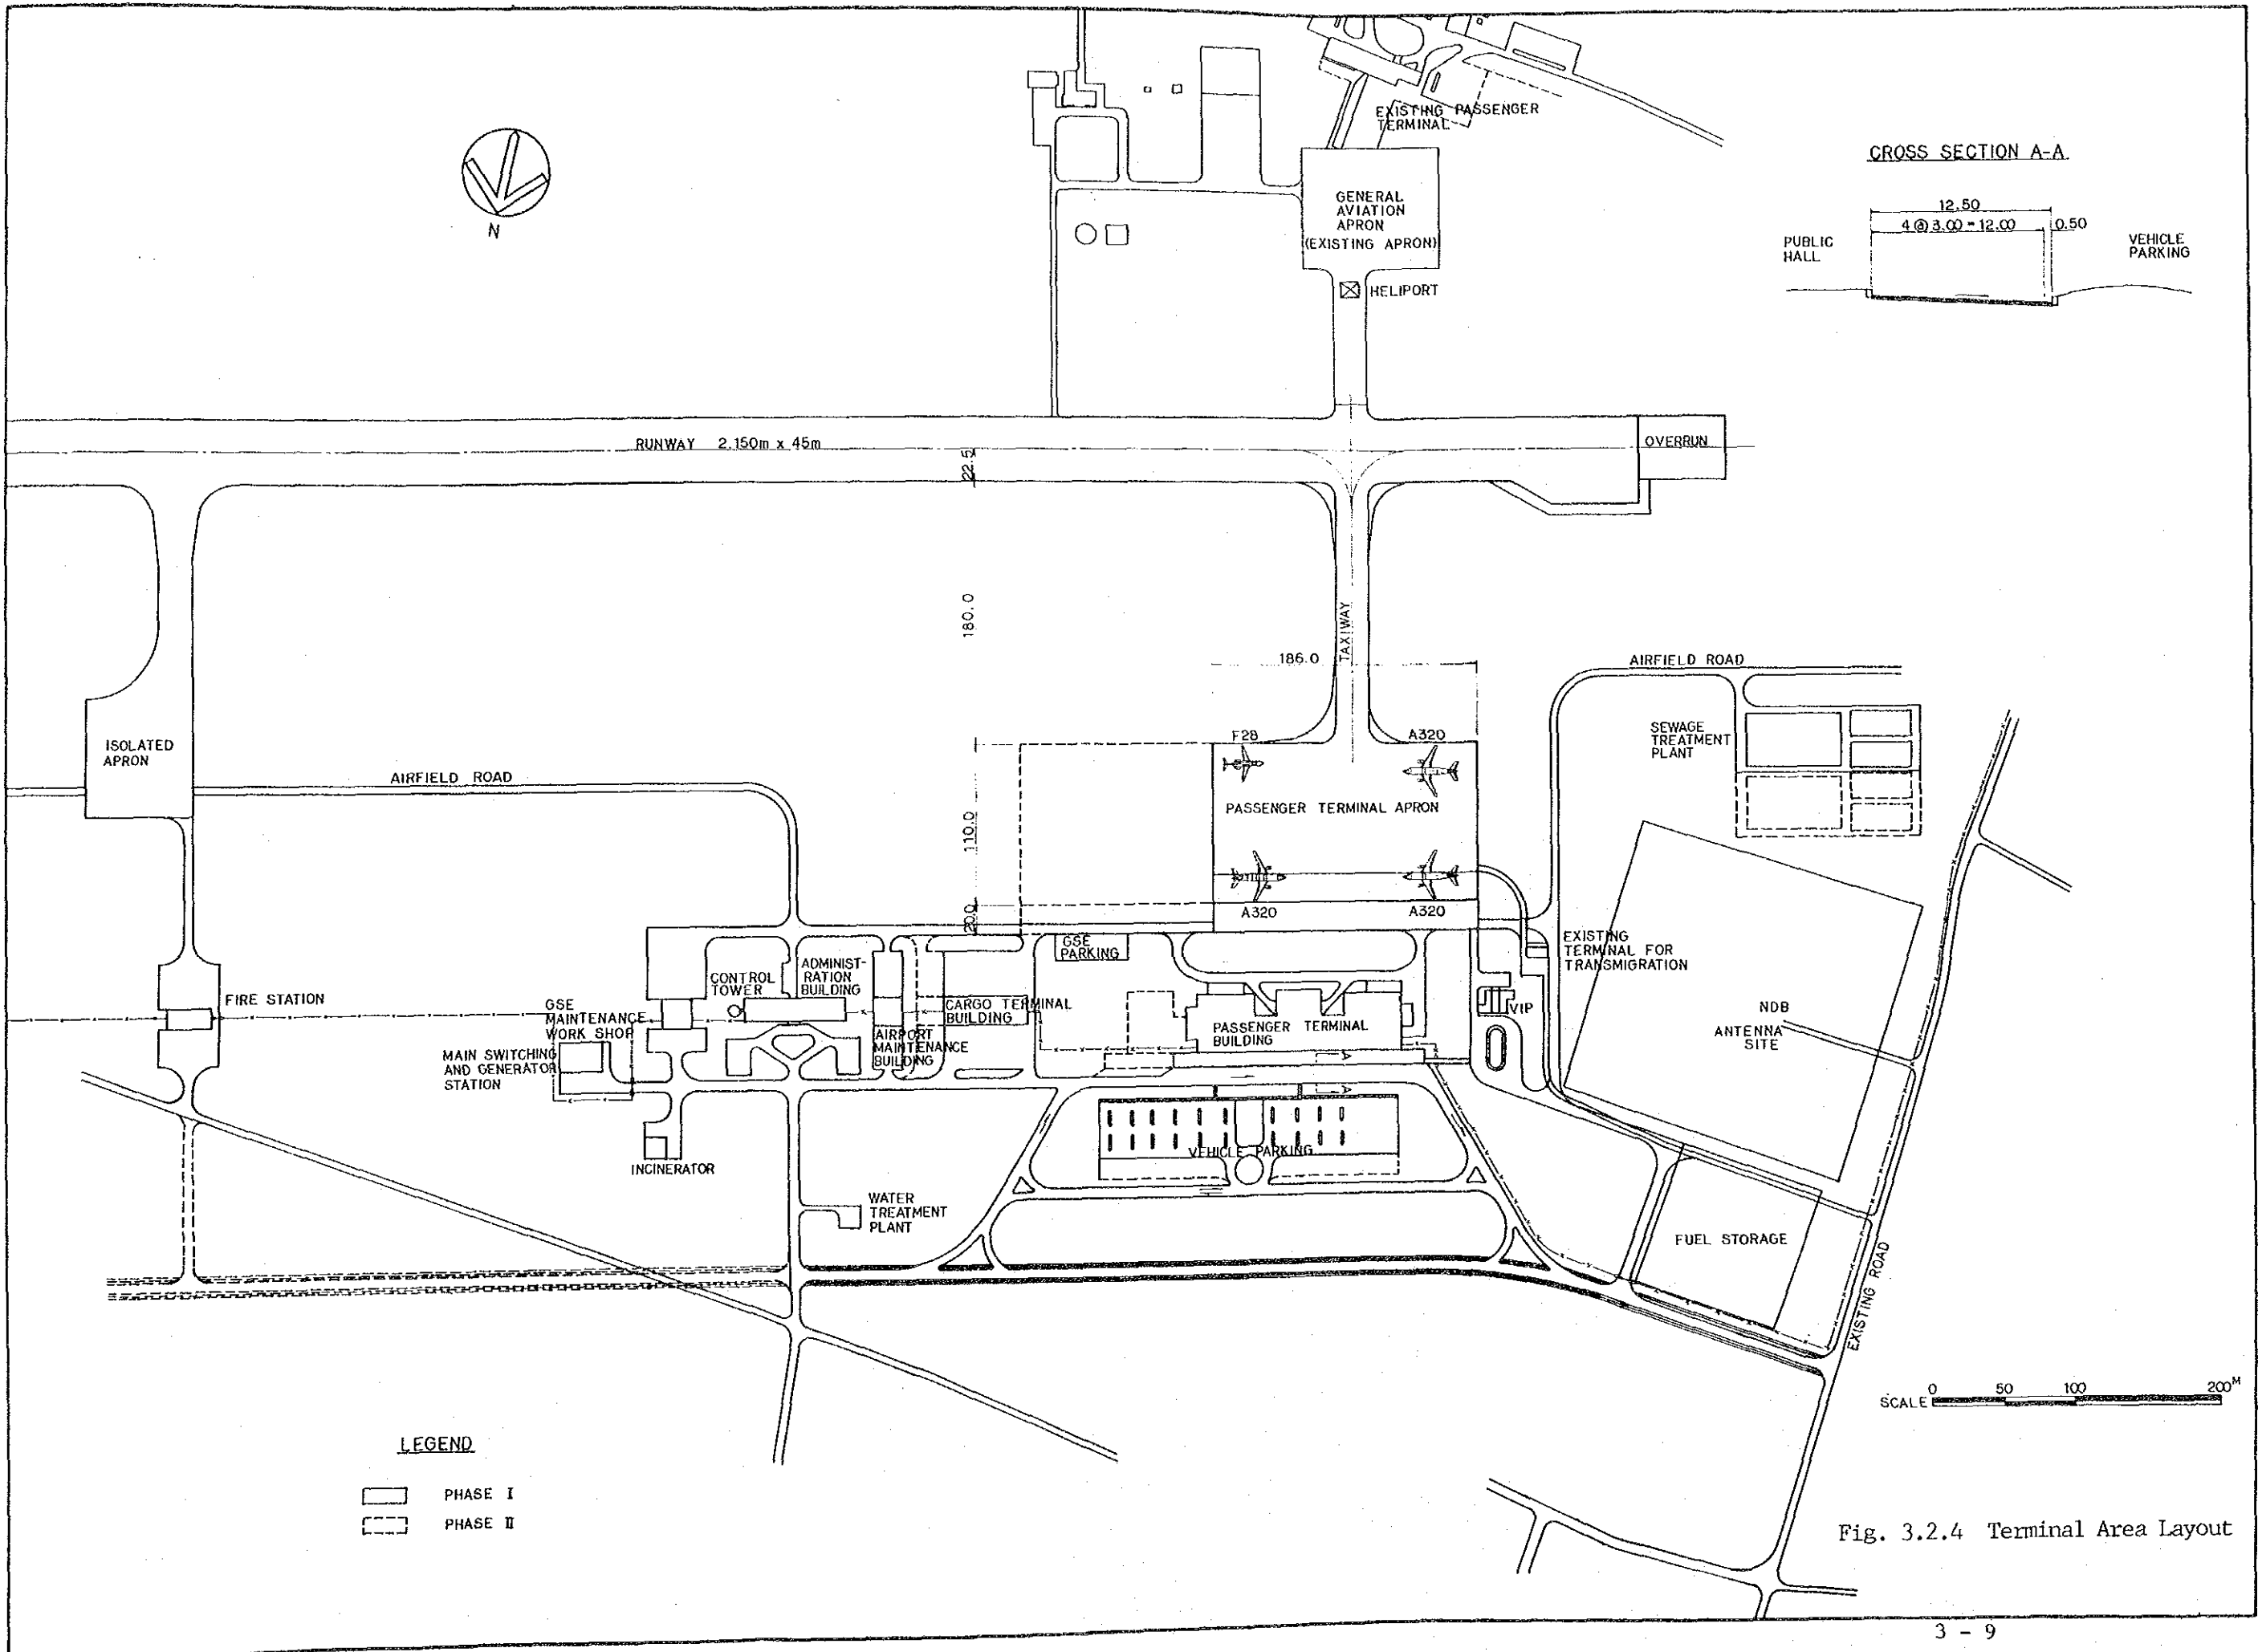 EXISTING PASSENGER
TERMINAL
CROSS SECTION A-A
12.50
4 @ 3.00 = 12.00
0.50
PUBLIC
HALL
VEHICLE
PARKING
N
GENERAL
AVIATION
APRON
(EXISTING APRON)
HELIPORT
RUNWAY 2.150m x 45m
22.5
OVERRUN
180.0
TAXIWAY
186.0
AIRFIELD ROAD
SEWAGE
TREATMENT
PLANT
ISOLATED
APRON
AIRFIELD ROAD
F28
A320
PASSENGER TERMINAL APRON
110.0
A320
A320
20.0
GSE
PARKING
EXISTING
TERMINAL FOR
TRANSMIGRATION
CONTROL
TOWER
ADMINIST-
RATION
BUILDING
FIRE STATION
GSE
MAINTENANCE
WORK SHOP
CARGO TERMINAL
BUILDING
AIRPORT
MAINTENANCE
BUILDING
PASSENGER TERMINAL
BUILDING
VIP
NDB
ANTENNA
SITE
MAIN SWITCHING
AND GENERATOR
STATION
A
A
VEHICLE PARKING
INCINERATOR
WATER
TREATMENT
PLANT
FUEL STORAGE
EXISTING ROAD
SCALE
0 50 100 200M
LEGEND
PHASE I
PHASE II
Fig. 3.2.4 Terminal Area Layout
3 - 9